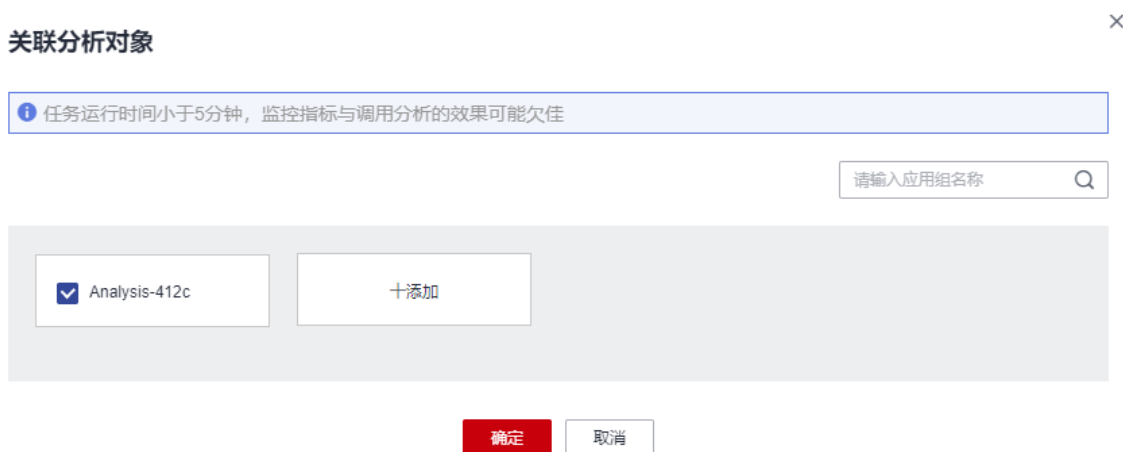 关联分析对象
任务运行时间小于5分钟，监控指标与调用分析的效果可能欠佳
请输入应用组名称
Analysis-412c
十添加
确定
取消